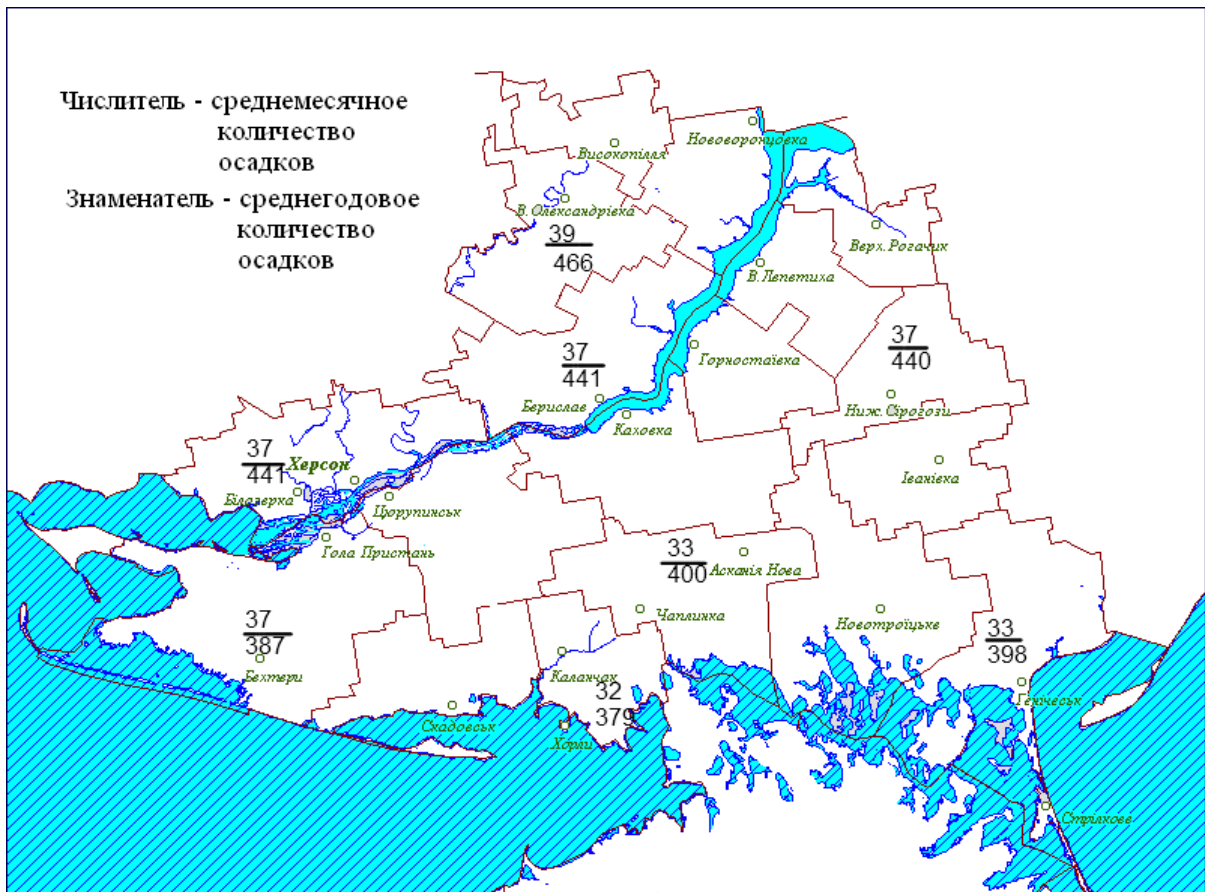 Числитель - среднемесячное
количество
осадков
Знаменатель - среднегодовое
количество
осадков
Нововоронцовка
Високопілля
В.Олександрівка
39
466
Верх. Рогачик
В.Лепетиха
37
441
Горностаївка
37
440
Берислав
Каховка
Ниж. Сірогози
37
441
Херсон
Білазерка
Цюрупинськ
Іванівка
Гола Пристань
33
400
Асканія Нова
Чаплинка
Новотроїцьке
37
387
Бехтери
33
398
Каланчак
Генічеськ
32
379
Скадовськ
Хорли
Стрілкове